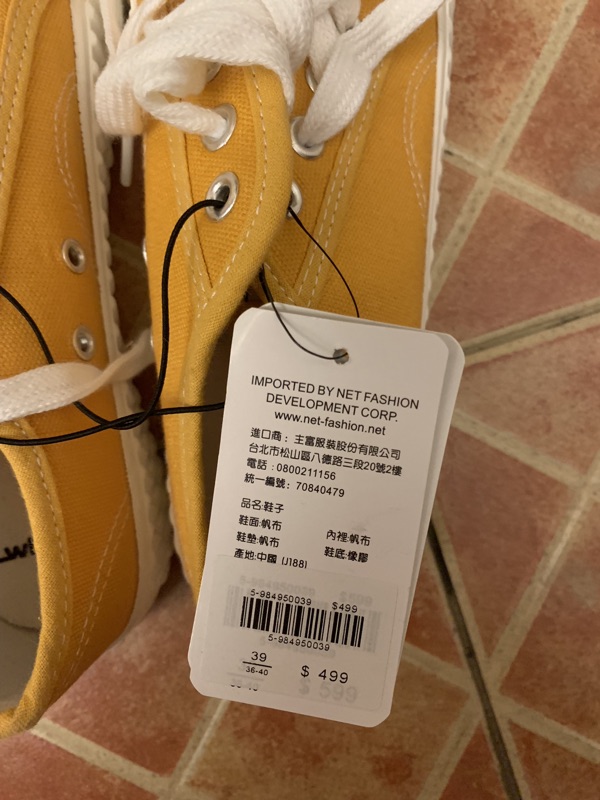 IMPORTED BY NET FASHION
DEVELOPMENT CORP.
www.net-fashion.net
進口商：主富服裝股份有限公司
台北市松山區八德路三段20號2樓
電話：0800211156
統一編號：70840479
品名:鞋子
鞋面:帆布 內裡:帆布
鞋墊:帆布 鞋底:橡膠
產地:中國 (J188)
5-984950039 $499
5-984950039
39
36-40
$ 499
$ 599